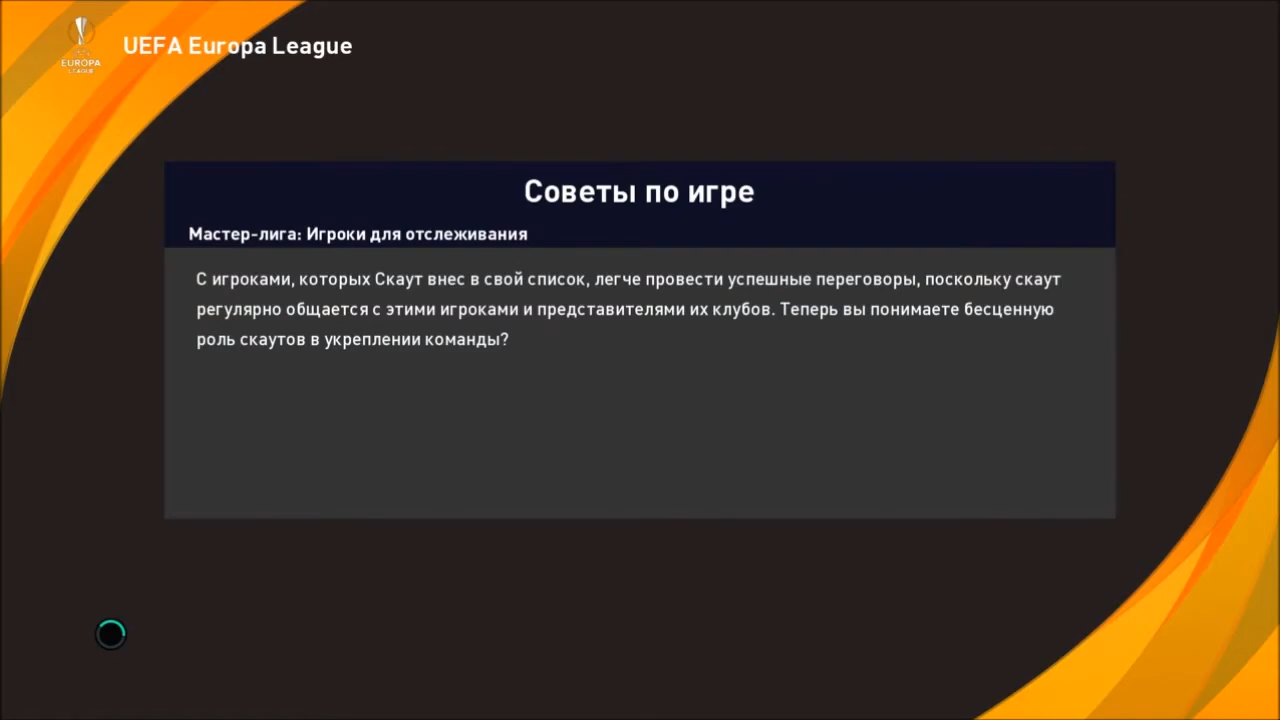 UEFA Europa League
EUROPA
LEAGUE
Советы по игре
Мастер-лига: Игроки для отслеживания
С игроками, которых Скаут внес в свой список, легче провести успешные переговоры, поскольку скаут
регулярно общается с этими игроками и представителями их клубов. Теперь вы понимаете бесценную
роль скаутов в укреплении команды?